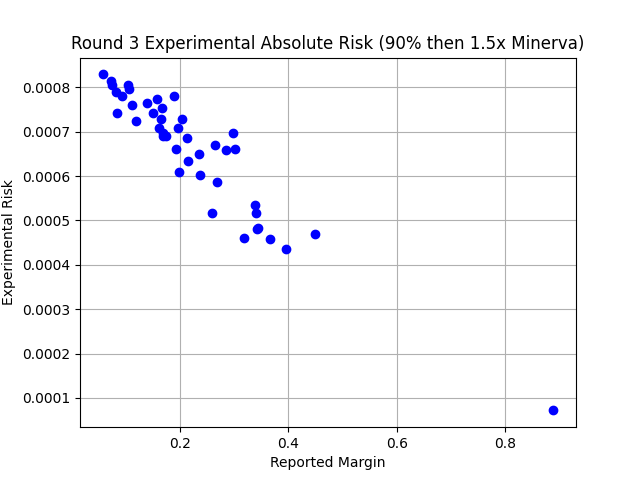 Round 3 Experimental Absolute Risk (90% then 1.5x Minerva)
0.0008
0.0007
0.0006
0.0005
0.0004
0.0003
0.0002
0.0001
Experimental Risk
0.2 0.4 0.6 0.8
Reported Margin